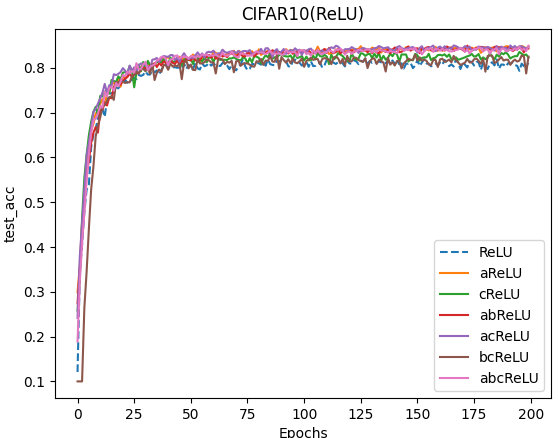 CIFAR10(ReLU)
test_acc
0.8
0.7
0.6
0.5
0.4
0.3
0.2
0.1
ReLU
aReLU
cReLU
abReLU
acReLU
bcReLU
abcReLU
0 25 50 75 100 125 150 175 200
Epochs